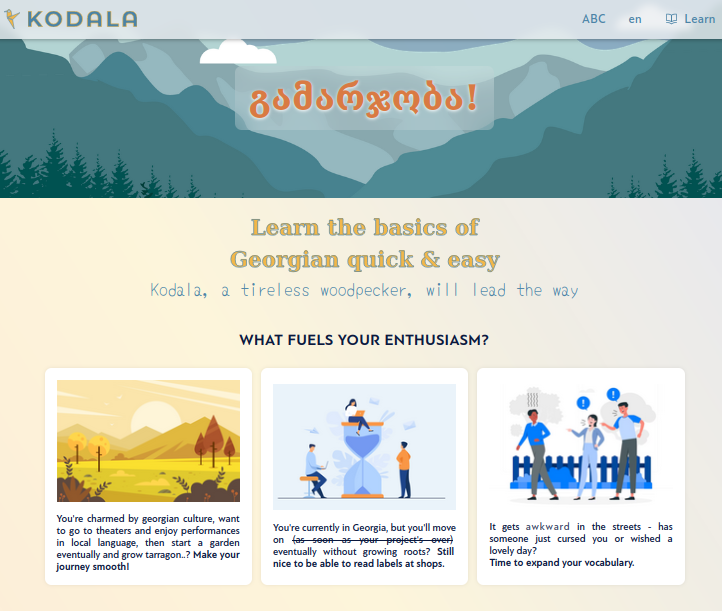 KODALA
ABC en Learn
გამარჯობა!
Learn the basics of
Georgian quick & easy
Kodala, a tireless woodpecker, will lead the way
WHAT FUELS YOUR ENTHUSIASM?
You're charmed by georgian culture, want
to go to theaters and enjoy performances
in local language, then start a garden
eventually and grow tarragon..? Make your
journey smooth!
You're currently in Georgia, but you'll move
on (as soon as your project's over)
eventually without growing roots? Still
nice to be able to read labels at shops.
It gets awkward in the streets - has
someone just cursed you or wished a
lovely day?
Time to expand your vocabulary.